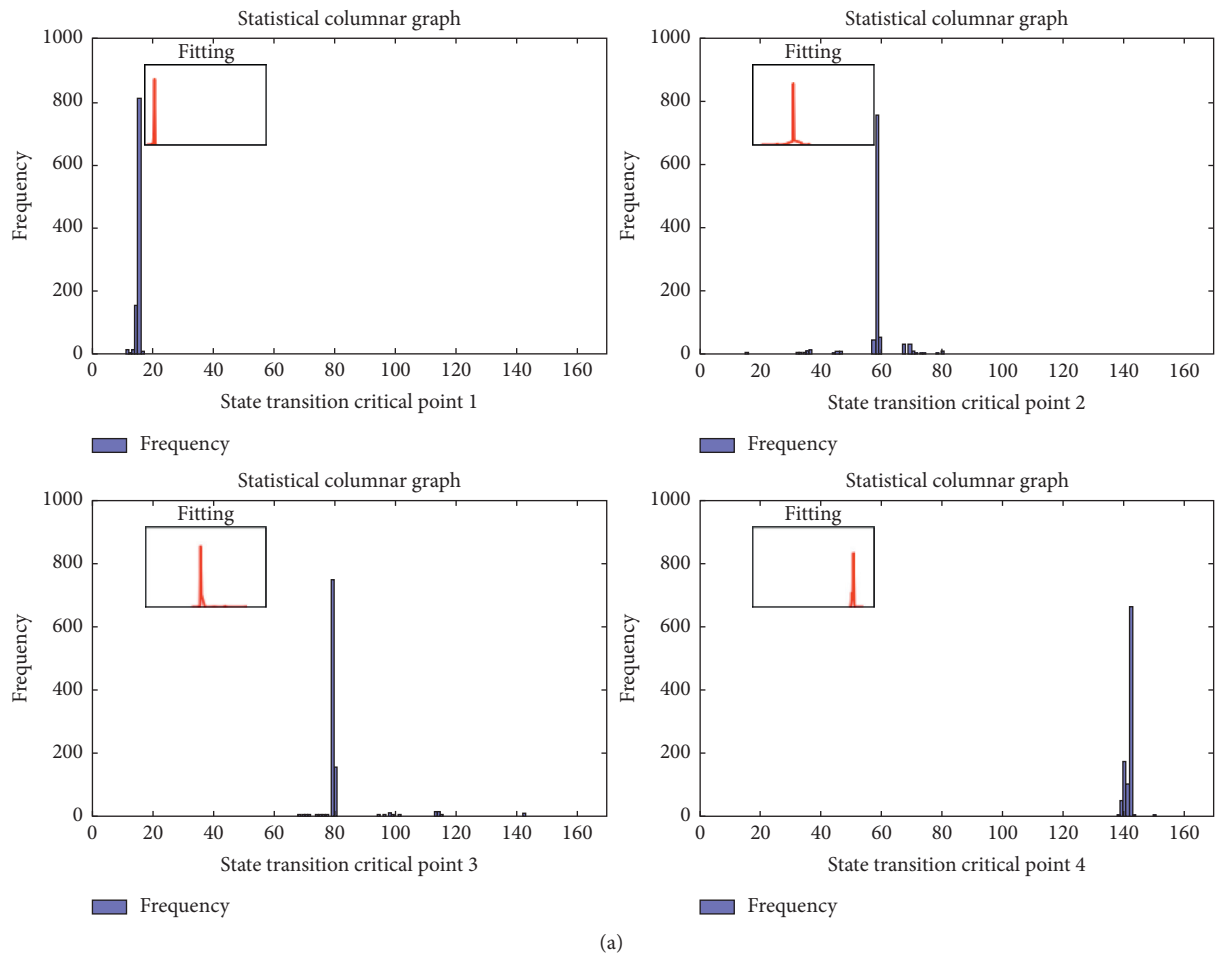 Statistical columnar graph
Fitting
1000
800
600
400
200
0
Frequency
0 20 40 60 80 100 120 140 160
State transition critical point 1
Frequency
Statistical columnar graph
Fitting
1000
800
600
400
200
0
Frequency
0 20 40 60 80 100 120 140 160
State transition critical point 2
Frequency
Statistical columnar graph
Fitting
1000
800
600
400
200
0
Frequency
0 20 40 60 80 100 120 140 160
State transition critical point 3
Frequency
Statistical columnar graph
Fitting
1000
800
600
400
200
0
Frequency
0 20 40 60 80 100 120 140 160
State transition critical point 4
Frequency
(a)